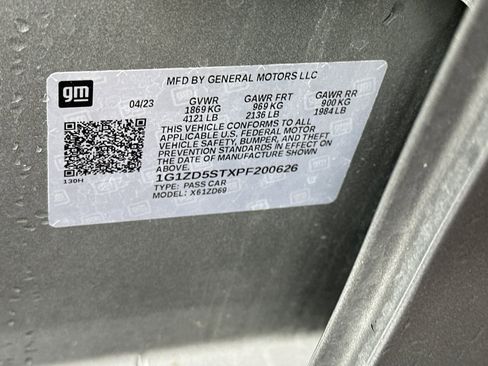 gm
MFD BY GENERAL MOTORS LLC
04/23 GVWR GAWR FRT GAWR RR
1869 KG 969 KG 900 KG
4121 LB 2136 LB 1984 LB
THIS VEHICLE CONFORMS TO ALL
APPLICABLE U.S. FEDERAL MOTOR
VEHICLE SAFETY, BUMPER, AND THEFT
PREVENTION STANDARDS IN EFFECT ON
THE DATE OF MANUFACTURE SHOWN
ABOVE.
1G1ZD5STXPF200626
130H
TYPE: PASS CAR
MODEL: X61ZD69